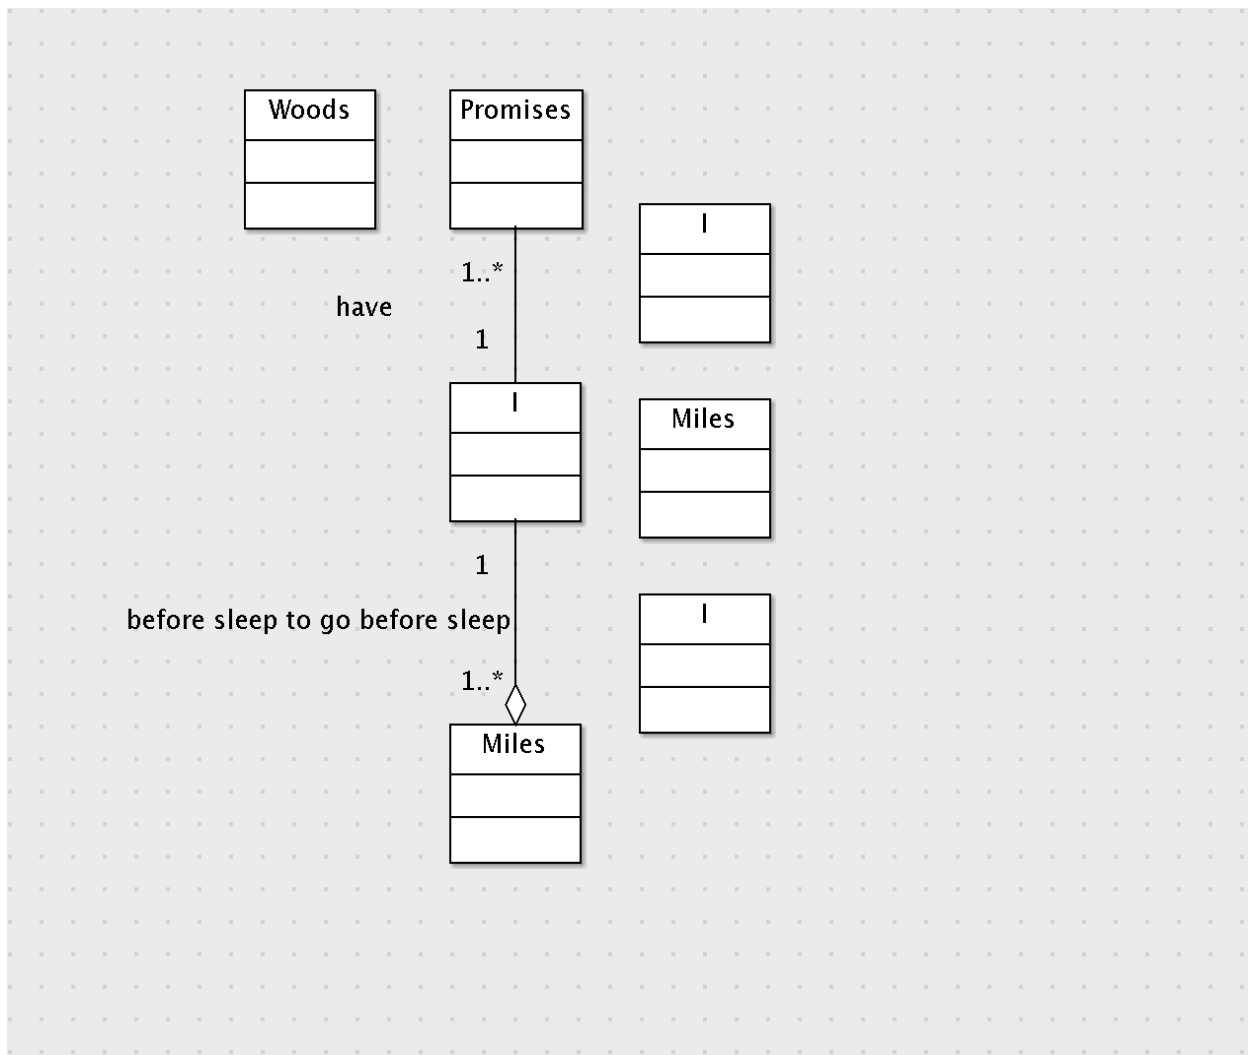 Woods
Promises
I
1..*
have
1
I
Miles
1
before sleep to go before sleep
I
1..*
Miles